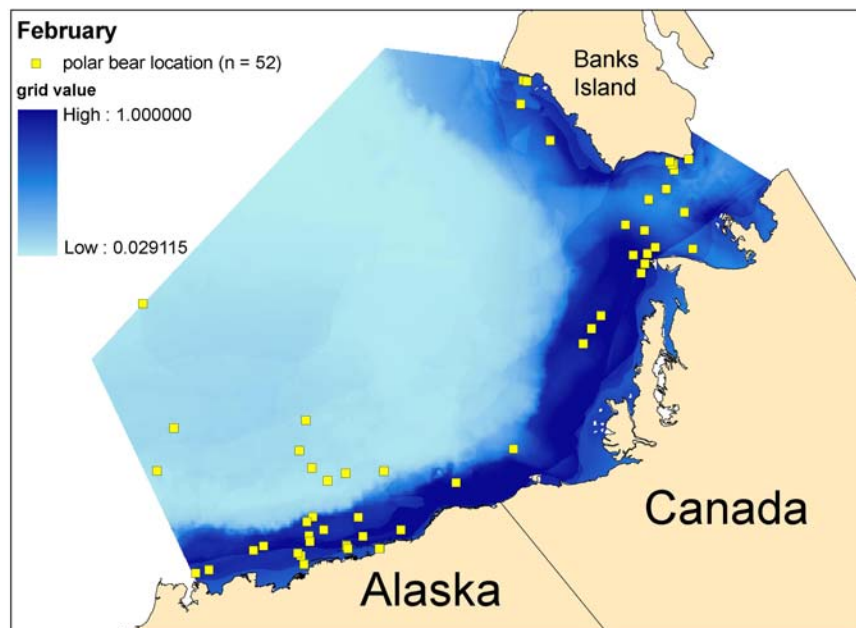 February
polar bear location (n = 52)
grid value
High : 1.000000
Low : 0.029115
Banks
Island
Canada
Alaska